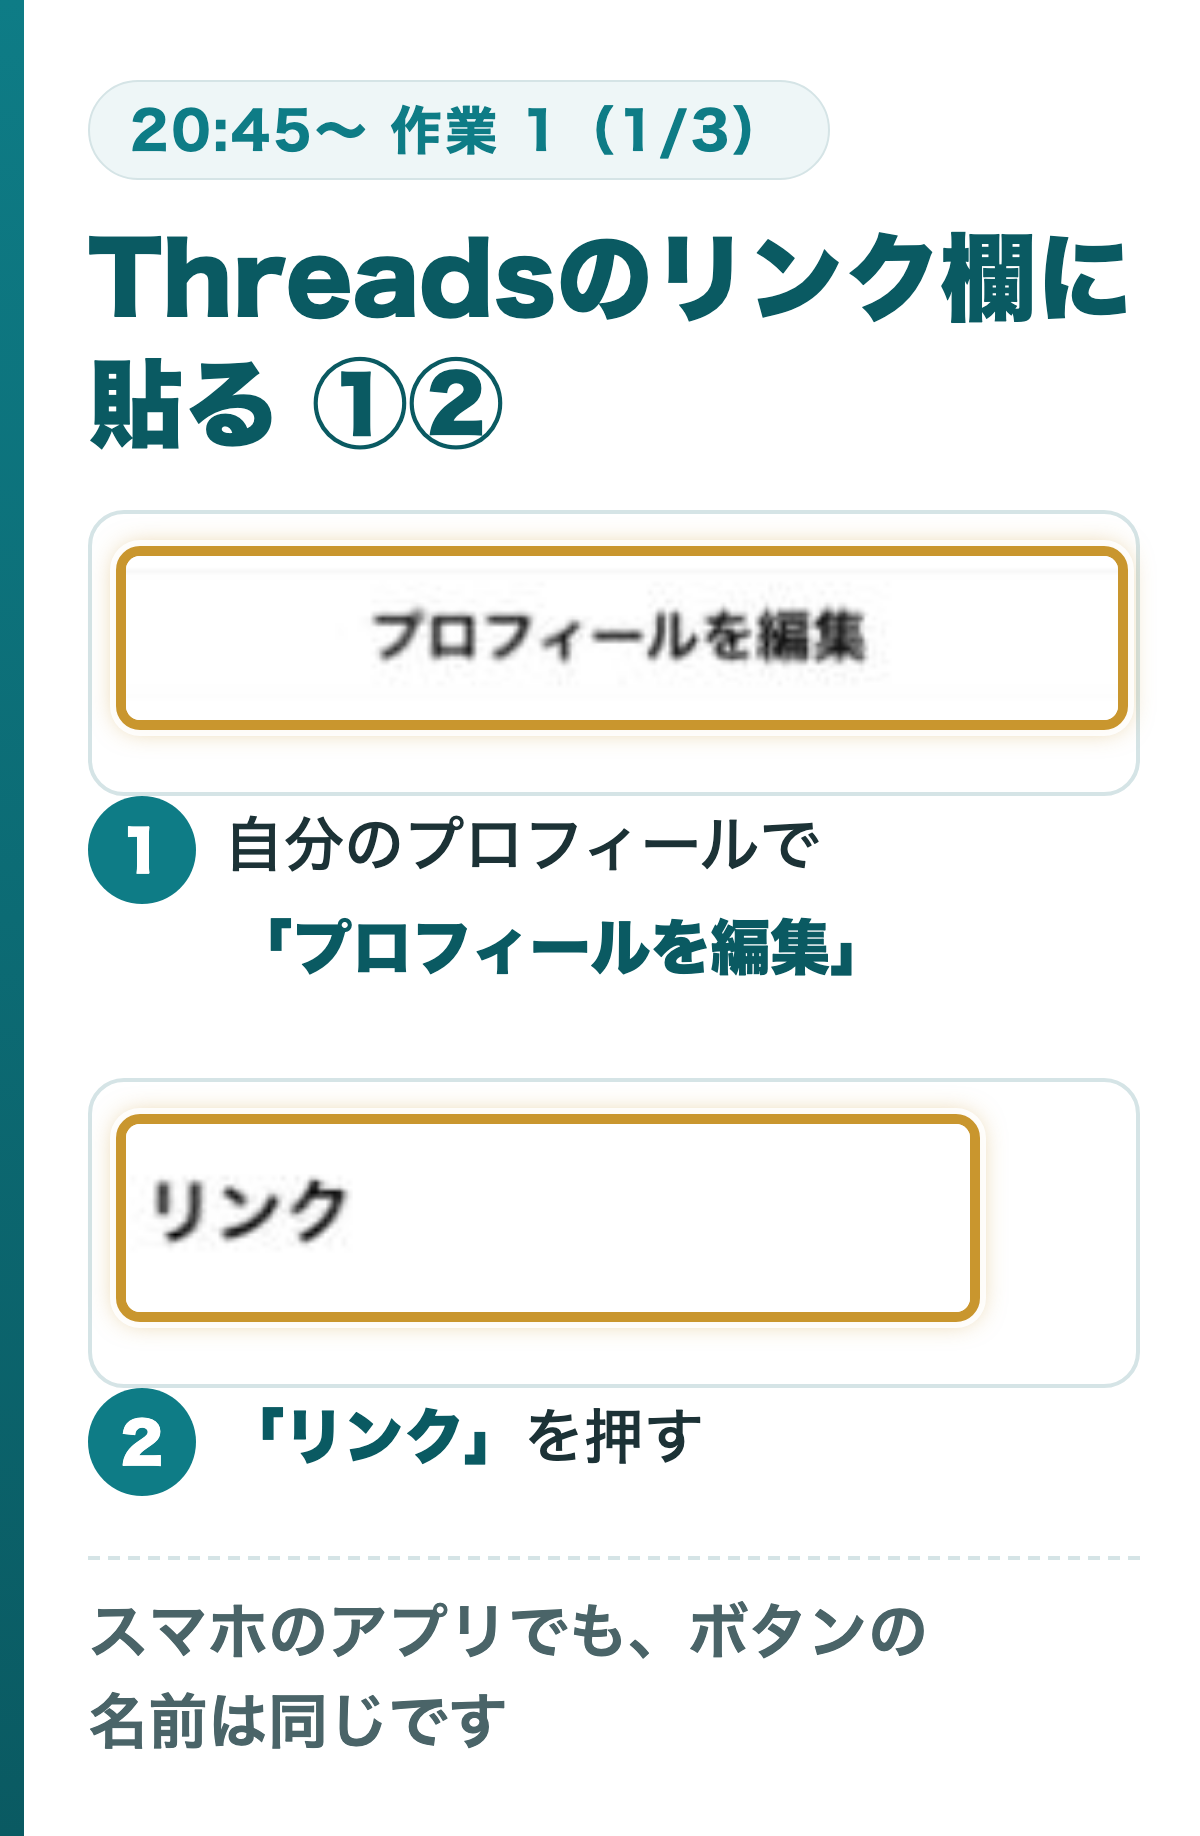 20:45〜 作業 1（1/3）
Threadsのリンク欄に
貼る ①②
プロフィールを編集
1 自分のプロフィールで
「プロフィールを編集」
リンク
2 「リンク」を押す
スマホのアプリでも、ボタンの
名前は同じです